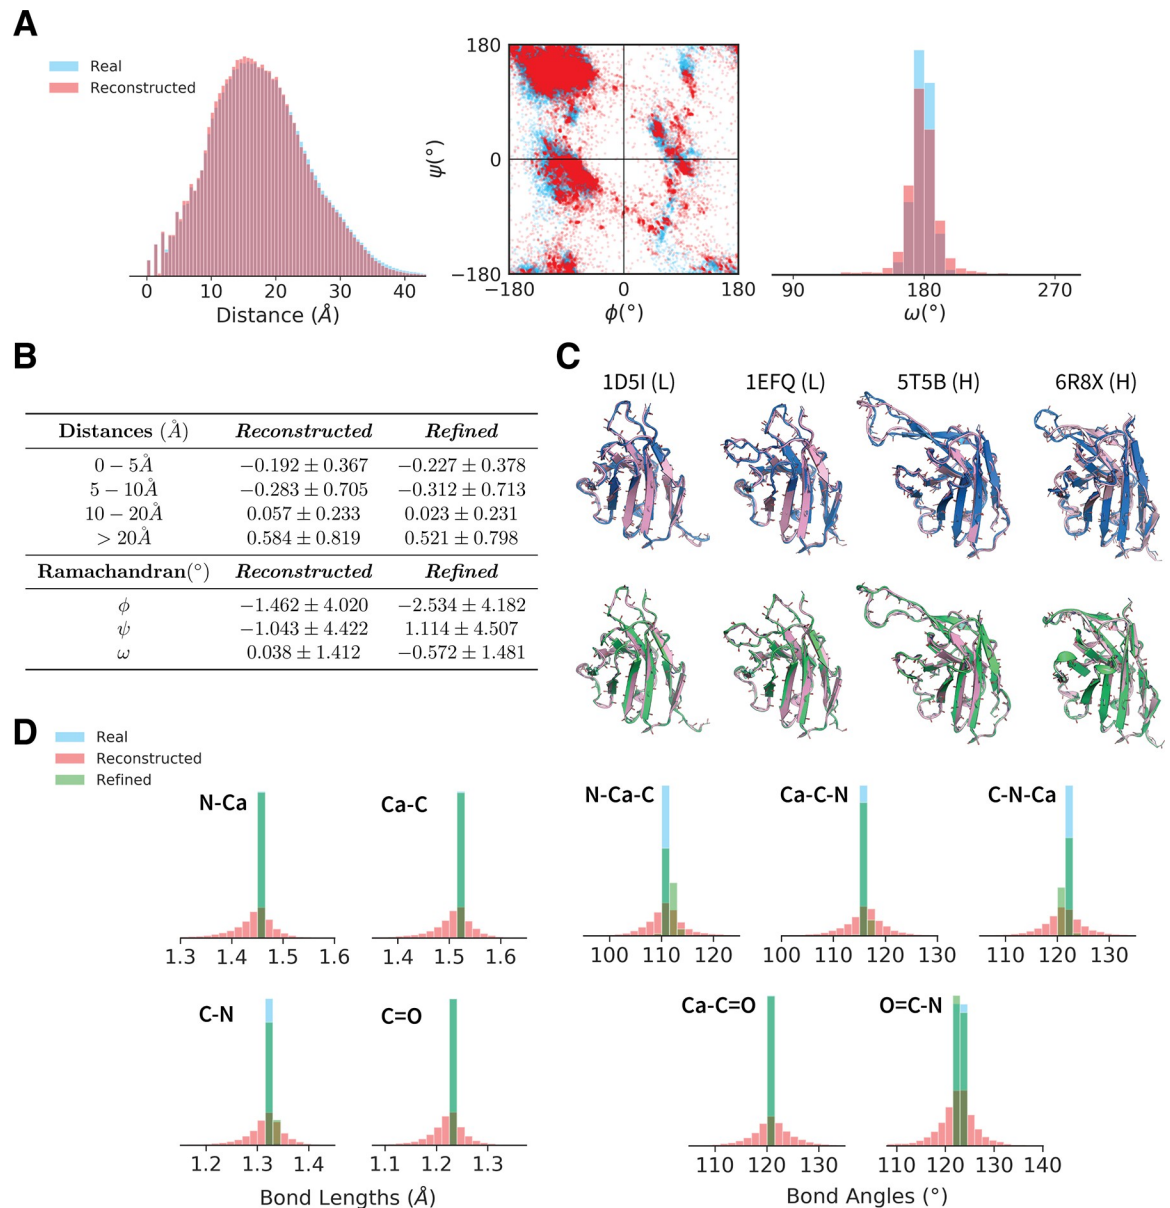 A
Real
Reconstructed
0 10 20 30 40
Distance (Å)
180
0
−180
ψ(°)
−180 0 180
ϕ(°)
90 180 270
ω(°)
B
Distances (Å) Reconstructed Refined
0 − 5Å −0.192 ± 0.367 −0.227 ± 0.378
5 − 10Å −0.283 ± 0.705 −0.312 ± 0.713
10 − 20Å 0.057 ± 0.233 0.023 ± 0.231
> 20Å 0.584 ± 0.819 0.521 ± 0.798
Ramachandran(°) Reconstructed Refined
ϕ −1.462 ± 4.020 −2.534 ± 4.182
ψ −1.043 ± 4.422 1.114 ± 4.507
ω 0.038 ± 1.412 −0.572 ± 1.481
C
1D5I (L) 1EFQ (L) 5T5B (H) 6R8X (H)
D
Real
Reconstructed
Refined
N-Ca
1.3 1.4 1.5 1.6
Ca-C
1.4 1.5 1.6
N-Ca-C
100 110 120
Ca-C-N
100 110 120 130
C-N-Ca
110 120 130
C-N
1.2 1.3 1.4
C=O
1.1 1.2 1.3
Bond Lengths (Å)
Ca-C=O
110 120 130
O=C-N
110 120 130 140
Bond Angles (°)